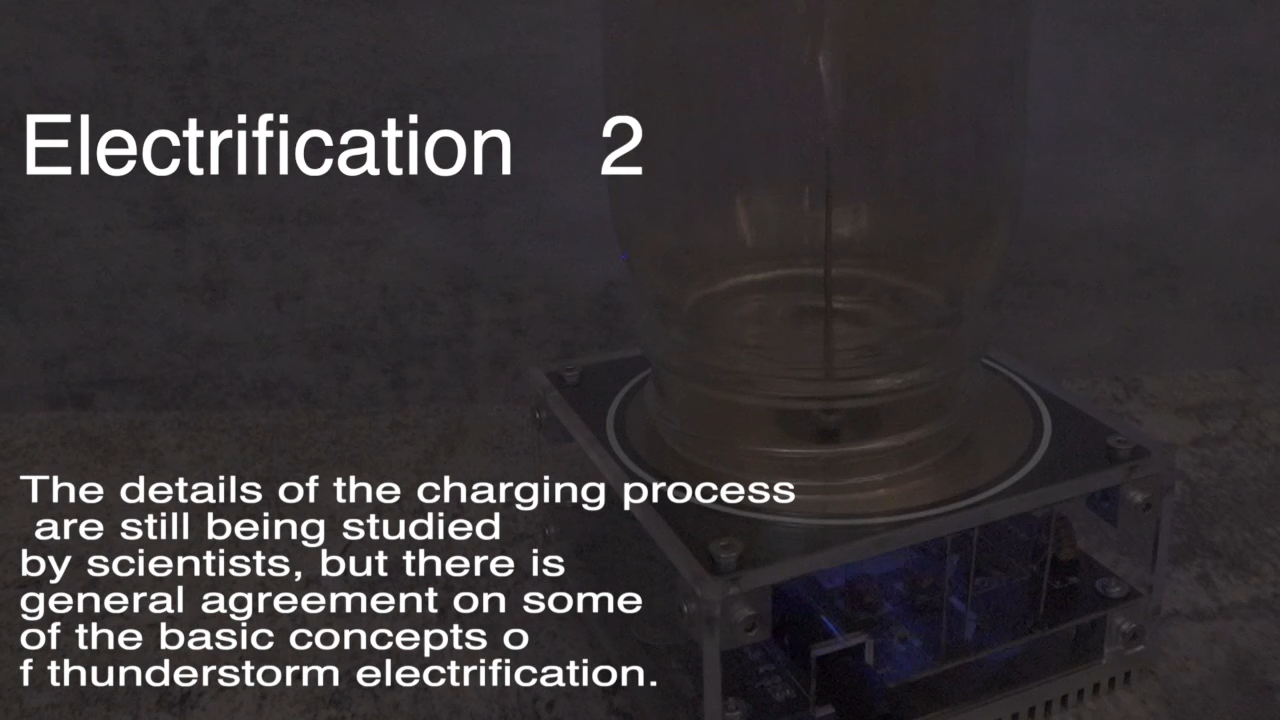 Electrification 2
The details of the charging process
are still being studied
by scientists, but there is
general agreement on some
of the basic concepts o
f thunderstorm electrification.